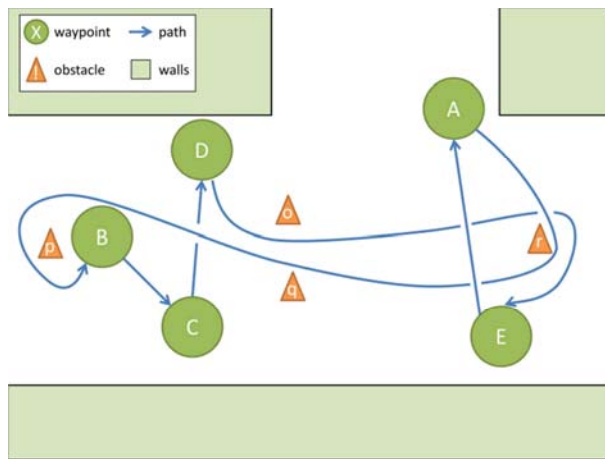 X waypoint → path
! obstacle walls
A
D
o
B
p
r
q
C
E